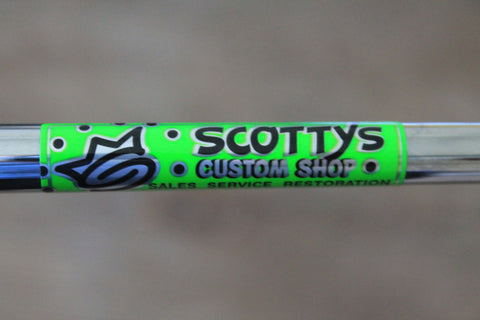 SCOTTYS
CUSTOM SHOP
SALES SERVICE RESTORATION